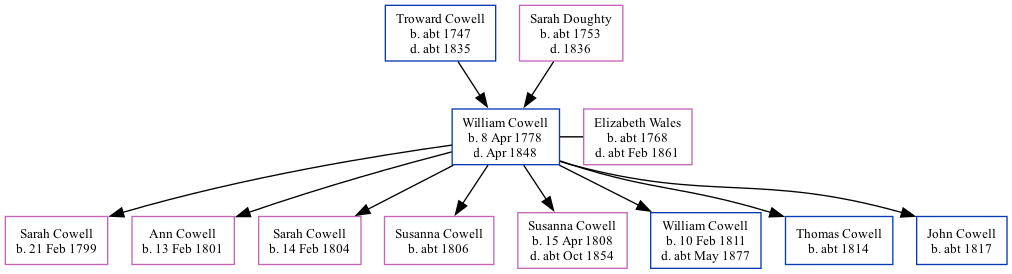 Troward Cowell
b. abt 1747
d. abt 1835
Sarah Doughty
b. abt 1753
d. 1836
William Cowell
b. 8 Apr 1778
d. Apr 1848
Elizabeth Wales
b. abt 1768
d. abt Feb 1861
Sarah Cowell
b. 21 Feb 1799
Ann Cowell
b. 13 Feb 1801
Sarah Cowell
b. 14 Feb 1804
Susanna Cowell
b. abt 1806
Susanna Cowell
b. 15 Apr 1808
d. abt Oct 1854
William Cowell
b. 10 Feb 1811
d. abt May 1877
Thomas Cowell
b. abt 1814
John Cowell
b. abt 1817